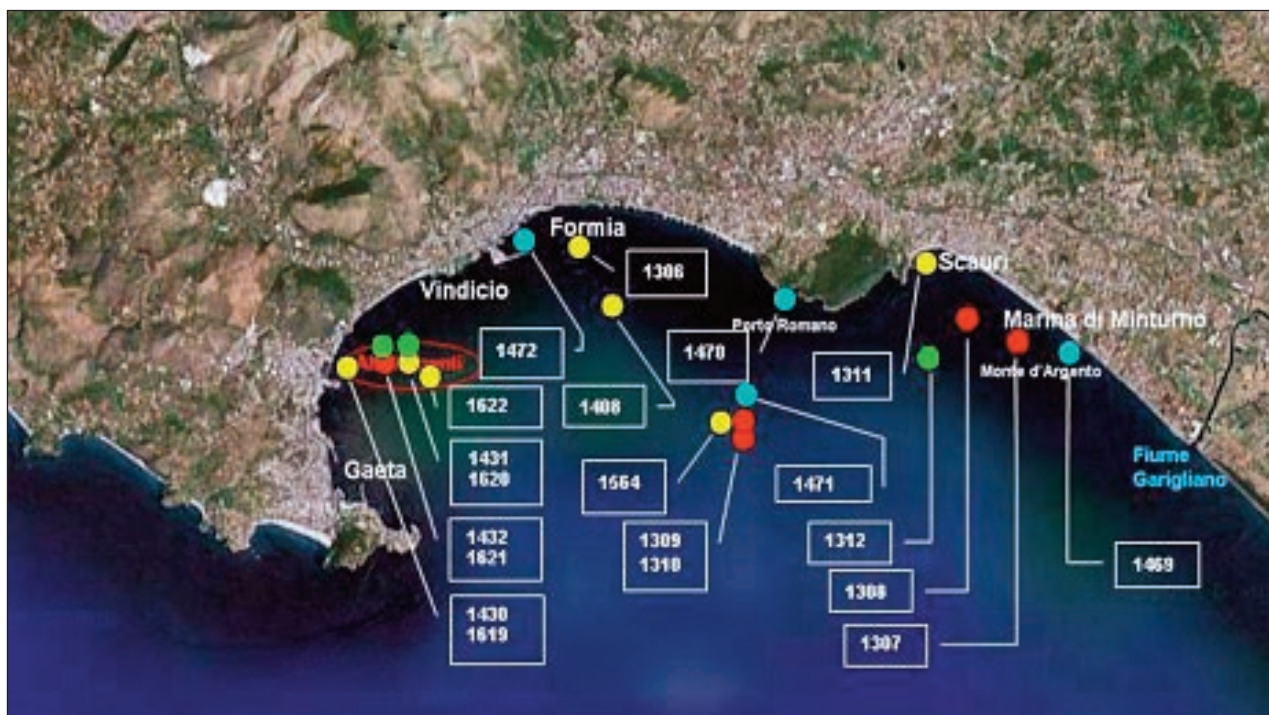 Formia
1306
Scauri
Vindicio
Porto Romano
Marina di Minturno
Monte d'Argento
1472
1470
1311
1622
1408
Gaeta
1431
1620
1564
1471
Fiume
Garigliano
1432
1621
1309
1310
1312
1469
1308
1430
1619
1307